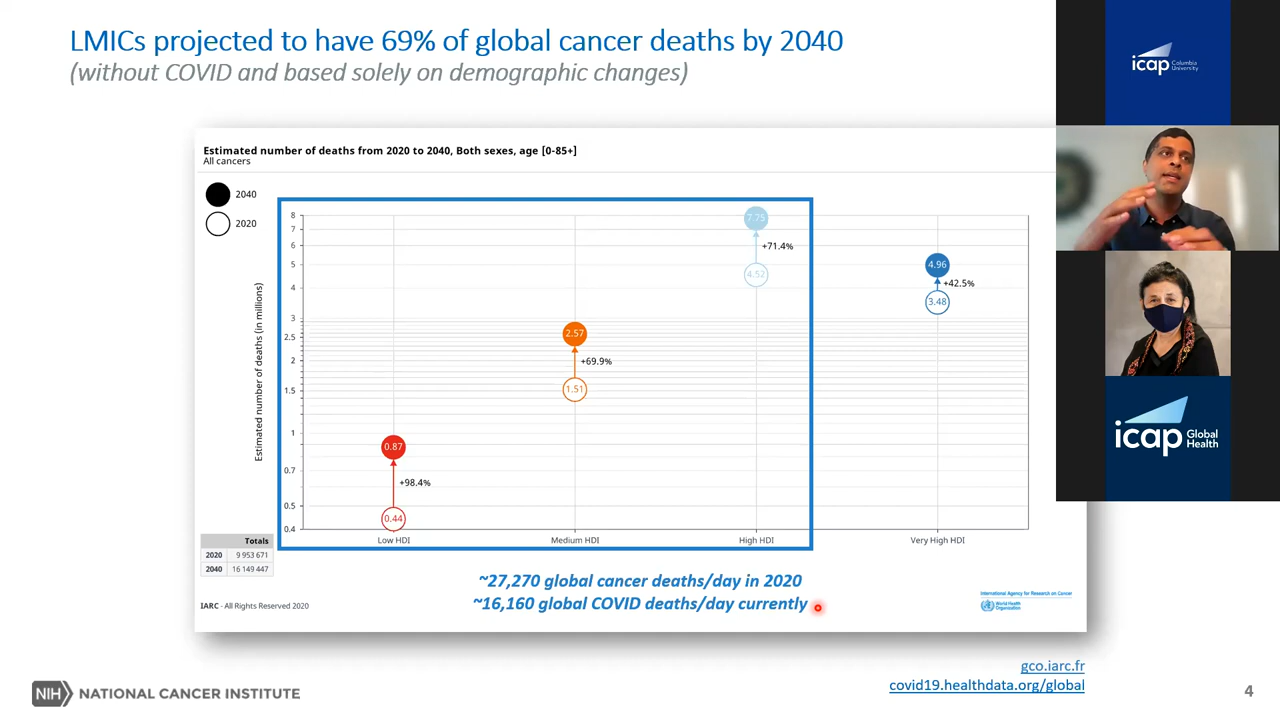 LMICs projected to have 69% of global cancer deaths by 2040
(without COVID and based solely on demographic changes)
Estimated number of deaths from 2020 to 2040, Both sexes, age [0-85+]
All cancers
2040
2020
Estimated number of deaths (in millions)
8
7
6
5
4
3
2.5
2
1.5
1
0.7
0.5
0.4
0.87
+98.4%
0.44
2.57
+69.9%
1.51
7.75
+71.4%
4.52
4.96
+42.5%
3.48
Low HDI
Medium HDI
High HDI
Very High HDI
Totals
2020 9 953 671
2040 16 149 447
~27,270 global cancer deaths/day in 2020
~16,160 global COVID deaths/day currently
IARC - All Rights Reserved 2020
International Agency for Research on Cancer
World Health
Organization
gco.iarc.fr
covid19.healthdata.org/global
NIH NATIONAL CANCER INSTITUTE
4
icap Columbia
University
icap Global
Health